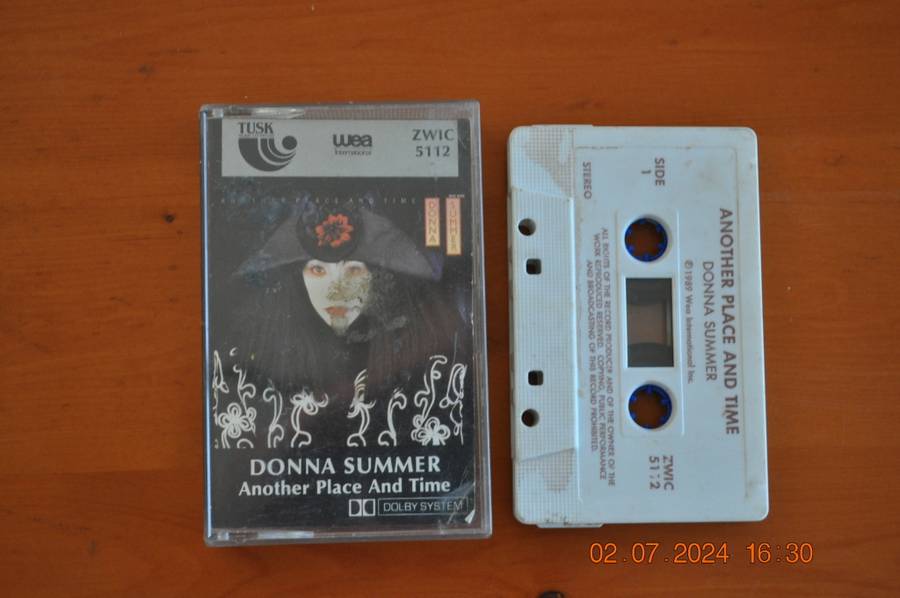 TUSK
wea
International
ZWIC
5112
ANOTHER PLACE AND TIME
DONNA
SUMMER
DONNA SUMMER
Another Place And Time
DOLBY SYSTEM
SIDE
1
STEREO
ANOTHER PLACE AND TIME
DONNA SUMMER
℗1989 Wea International Inc.
ALL RIGHTS OF THE RECORD PRODUCER AND OF THE OWNER OF THE
WORK REPRODUCED RESERVED. COPYING, PUBLIC PERFORMANCE
AND BROADCASTING OF THIS RECORD PROHIBITED.
ZWIC
5112
02.07.2024 16:30